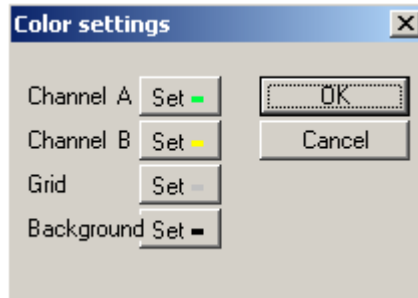 Color settings
Channel A Set OK
Channel B Set Cancel
Grid Set
Background Set